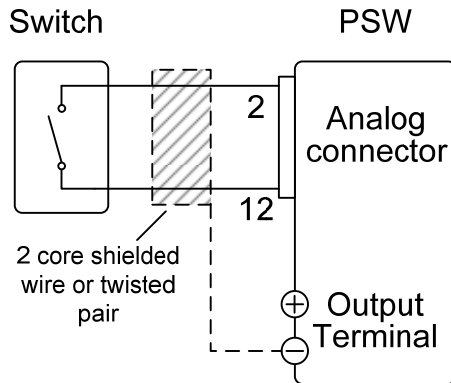 Switch
PSW
2
Analog
connector
12
2 core shielded
wire or twisted
pair
+
Output
Terminal
−